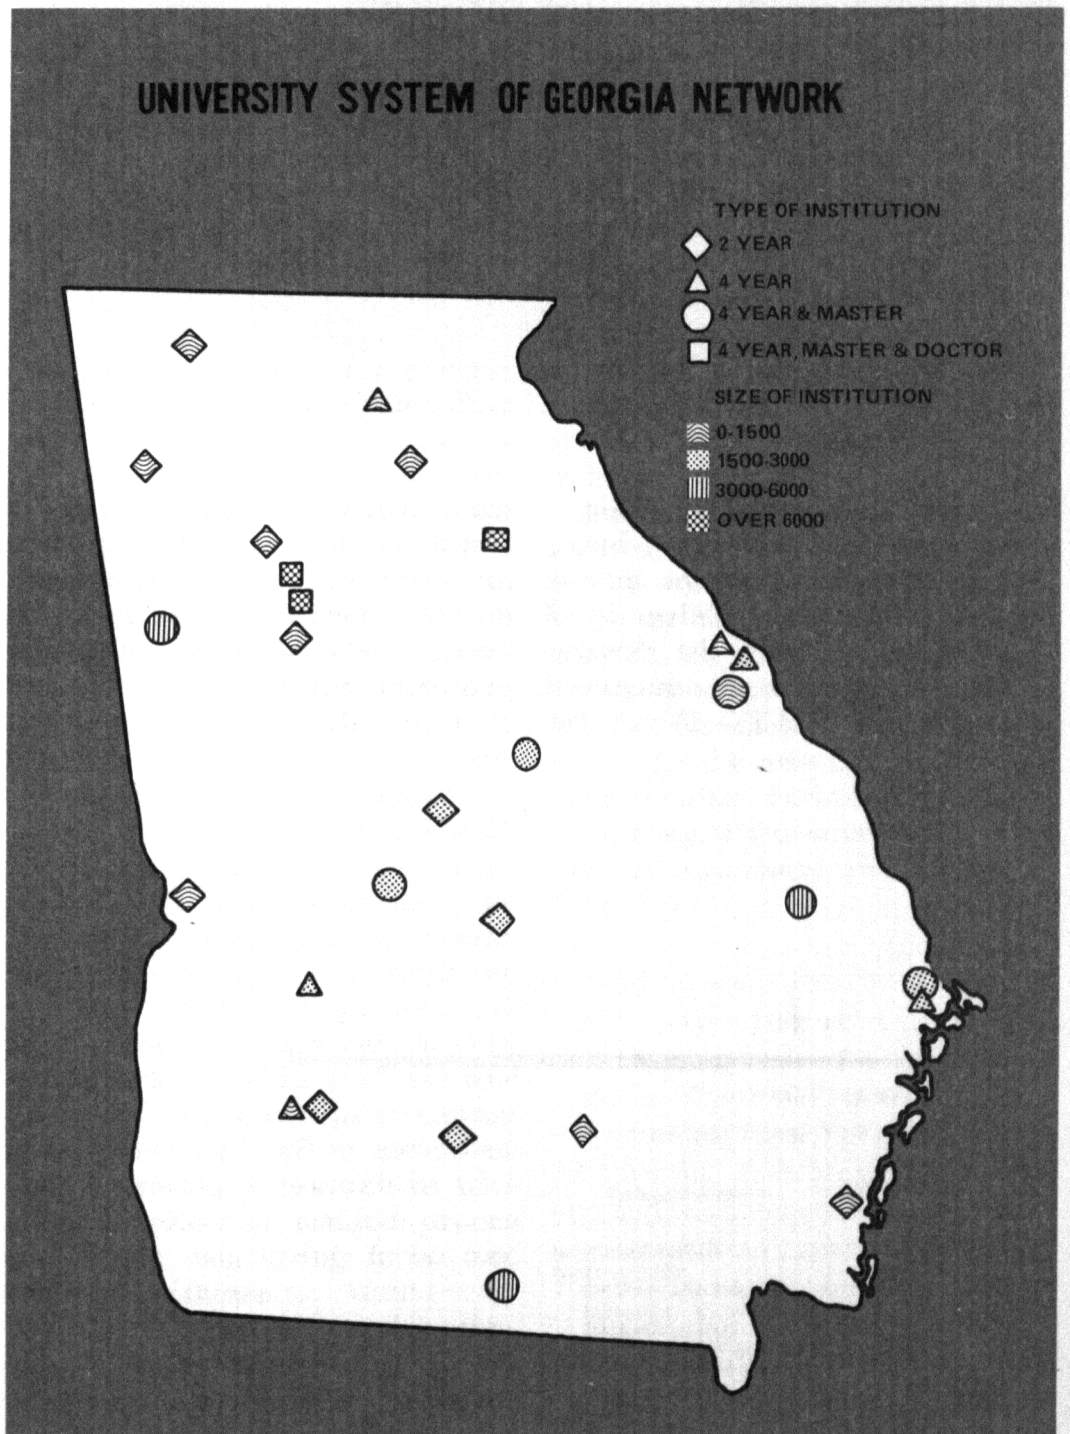 UNIVERSITY SYSTEM OF GEORGIA NETWORK
TYPE OF INSTITUTION
2 YEAR
4 YEAR
4 YEAR & MASTER
4 YEAR, MASTER & DOCTOR
SIZE OF INSTITUTION
0-1500
1500-3000
3000-6000
OVER 6000